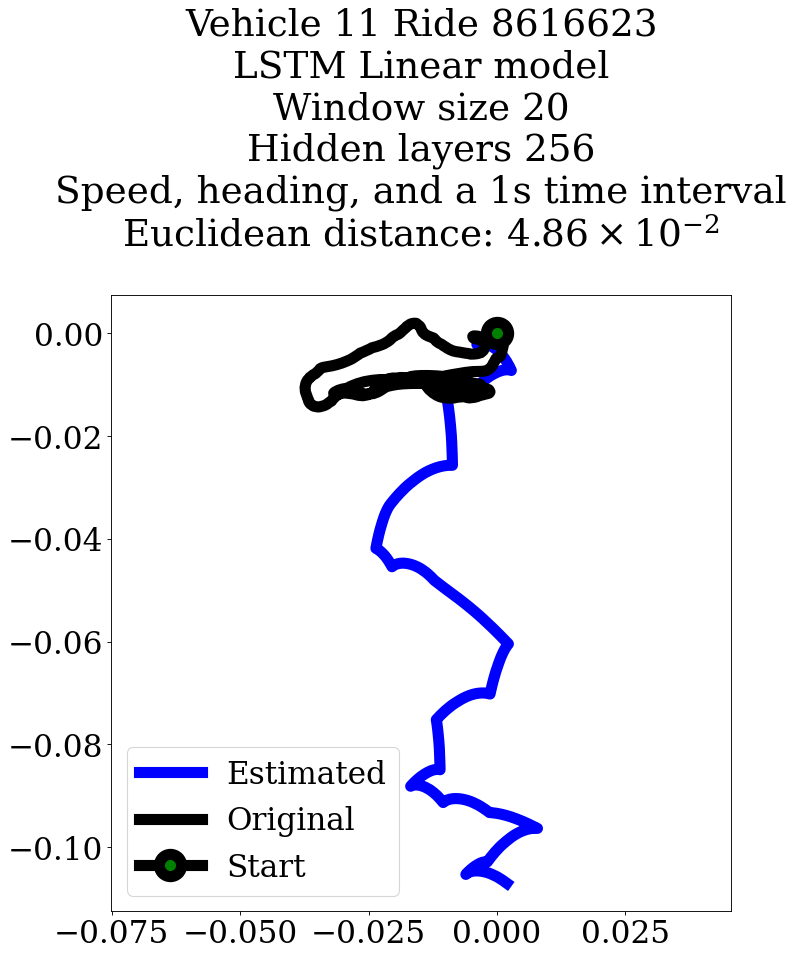 Vehicle 11 Ride 8616623
LSTM Linear model
Window size 20
Hidden layers 256
Speed, heading, and a 1s time interval
Euclidean distance: 4.86 × 10⁻²
0.00
−0.02
−0.04
−0.06
−0.08
−0.10
Estimated
Original
Start
−0.075 −0.050 −0.025 0.000 0.025